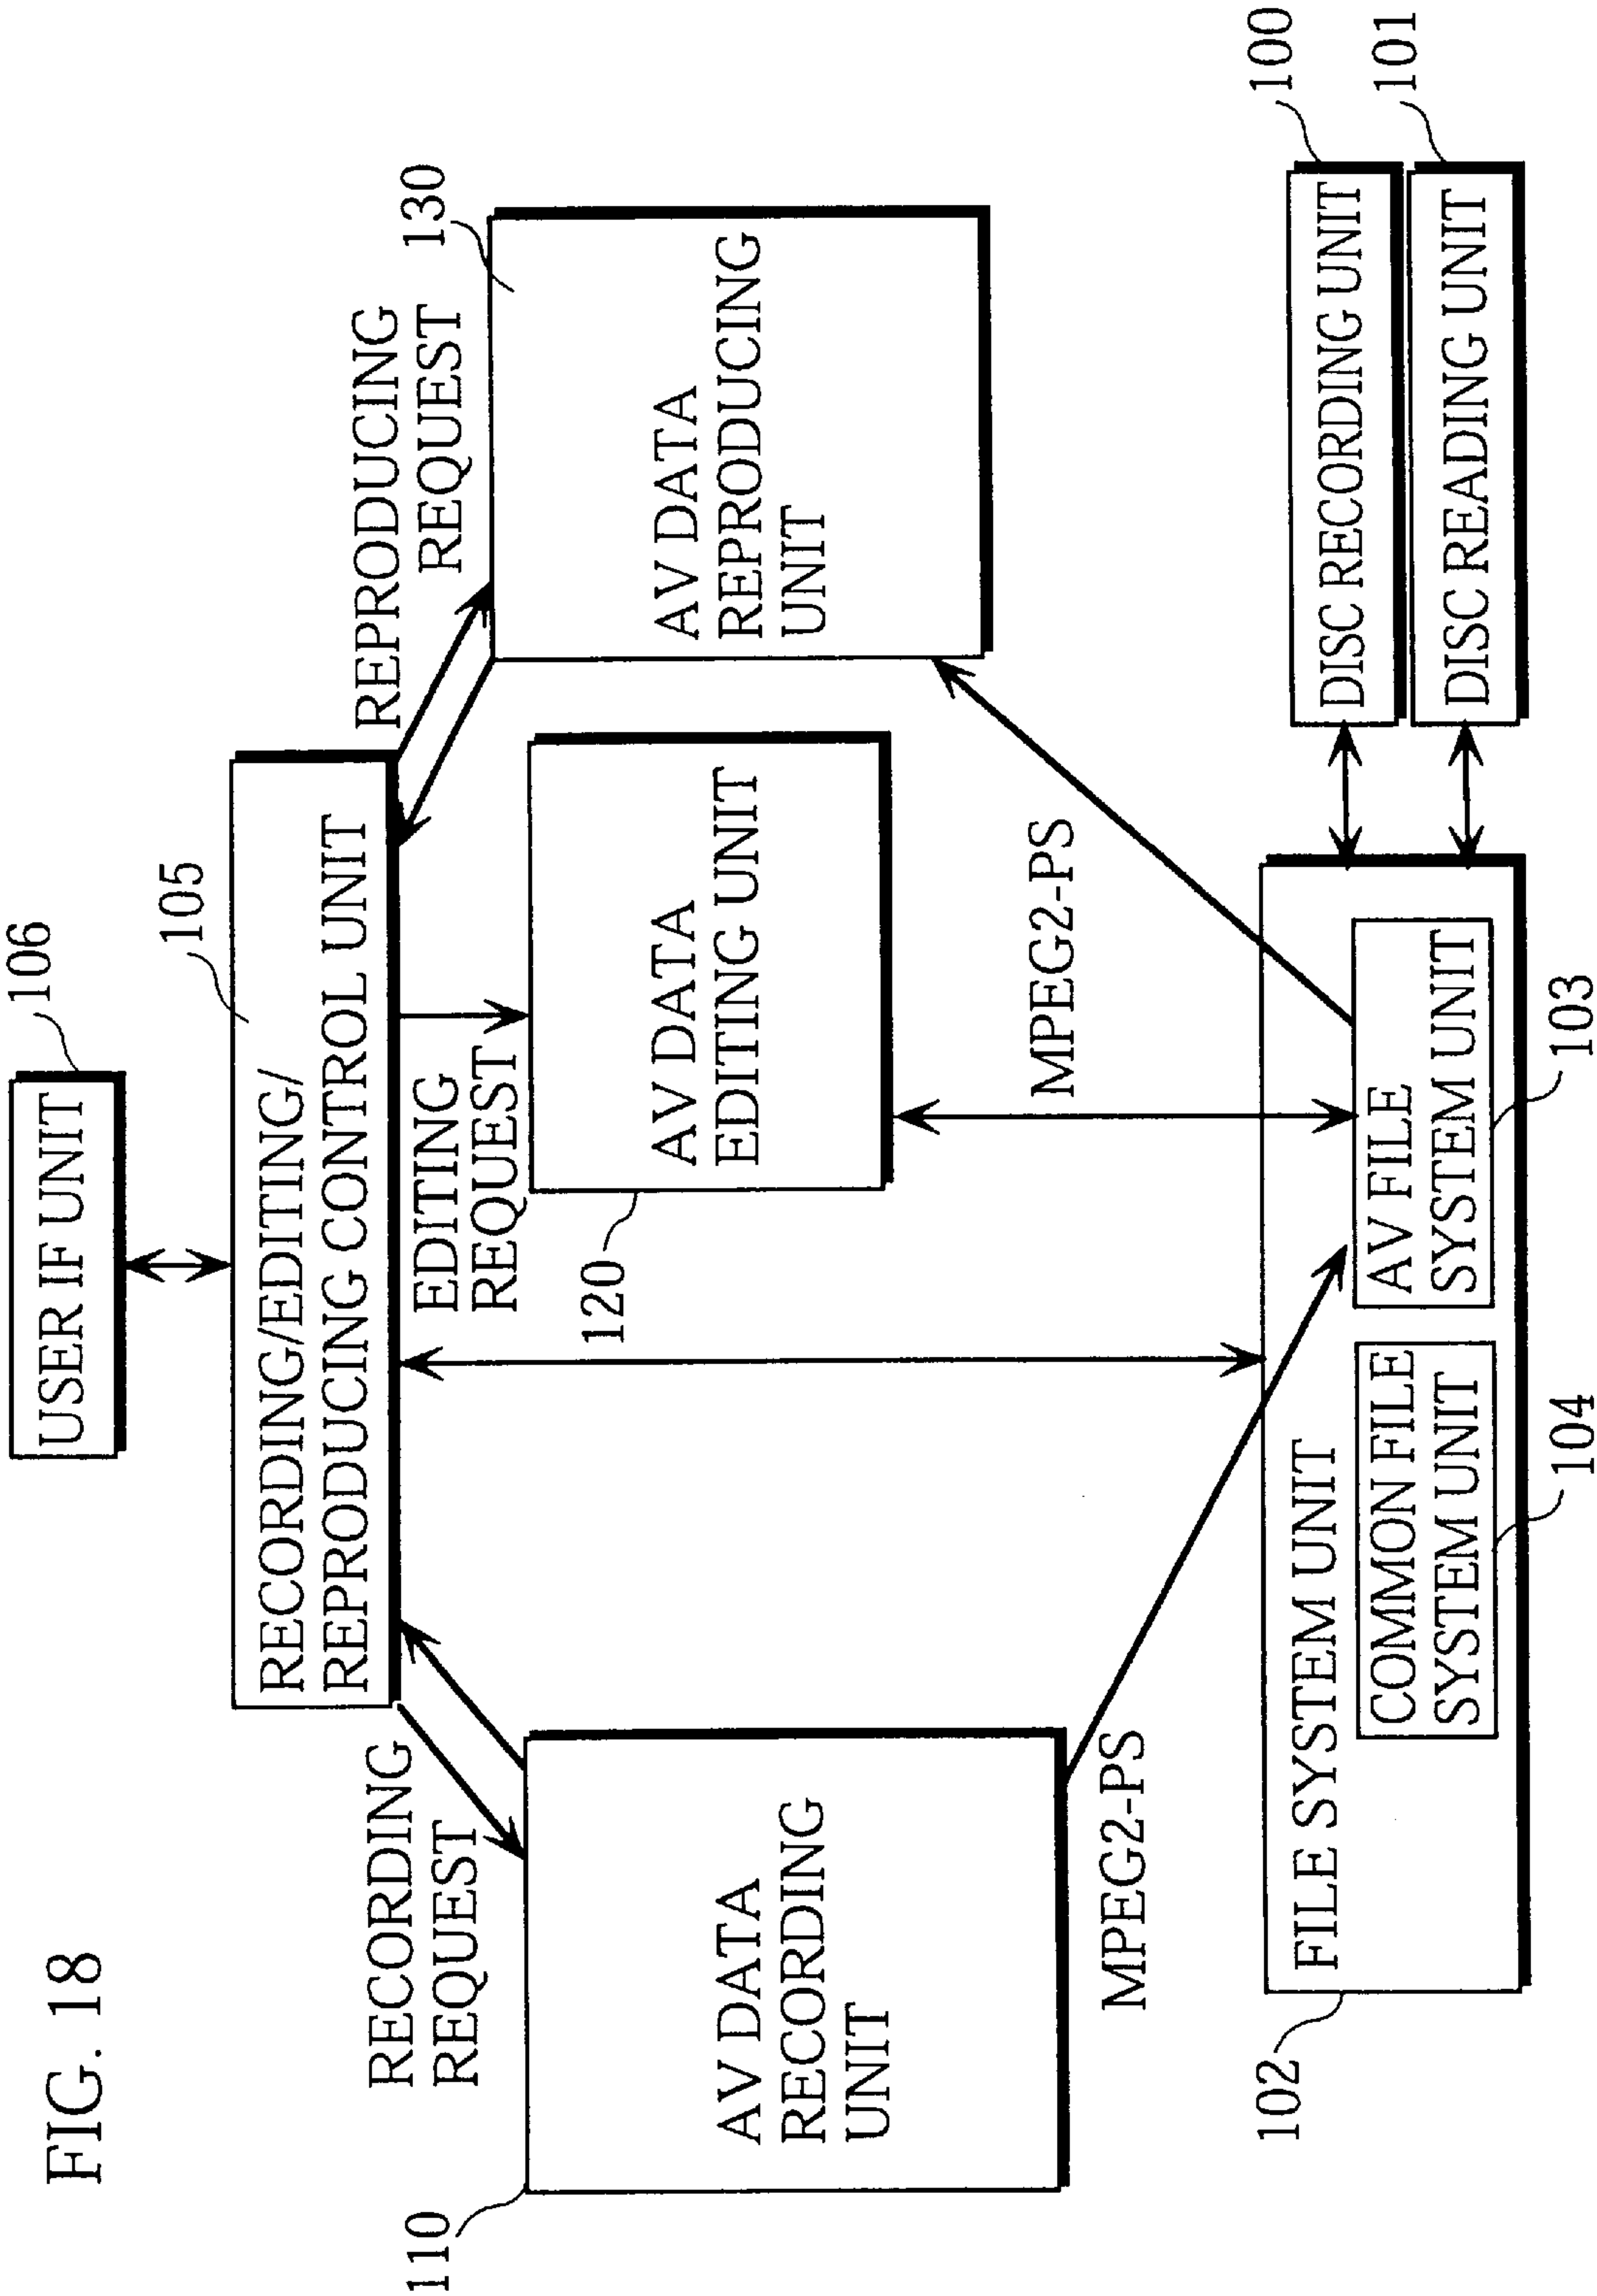 FIG. 18
USER IF UNIT
106
RECORDING/EDITING/
REPRODUCING CONTROL UNIT
105
RECORDING
REQUEST
EDITING
REQUEST
REPRODUCING
REQUEST
110
AV DATA
RECORDING
UNIT
120
AV DATA
EDITING UNIT
130
AV DATA
REPRODUCING
UNIT
MPEG2-PS
MPEG2-PS
102
FILE SYSTEM UNIT
COMMON FILE
SYSTEM UNIT
104
AV FILE
SYSTEM UNIT
103
DISC RECORDING UNIT
100
DISC READING UNIT
101